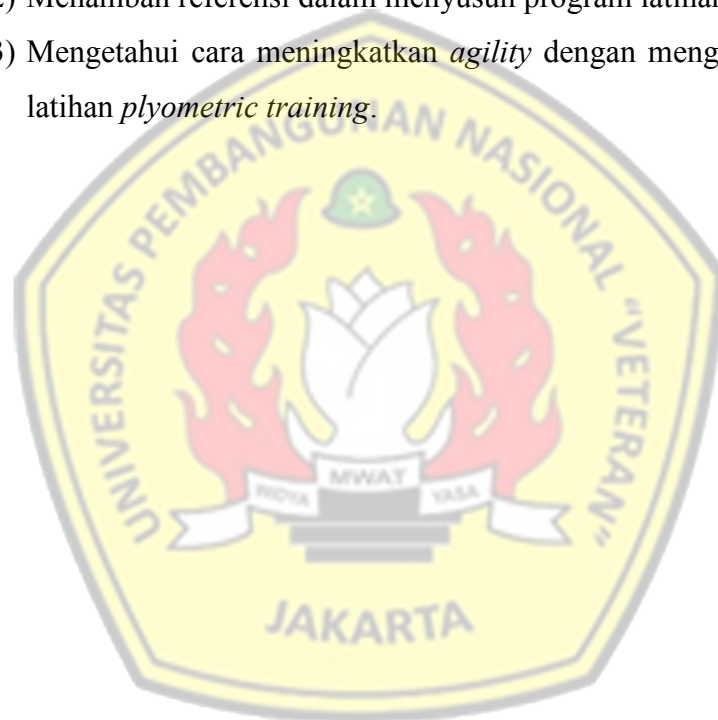 2) Menambah referensi dalam menyusun program latihan
3) Mengetahui cara meningkatkan agility dengan meng
latihan plyometric training.
UNIVERSITAS PEMBANGUNAN NASIONAL "VETERAN"
WIDYA MWAT YASA
JAKARTA